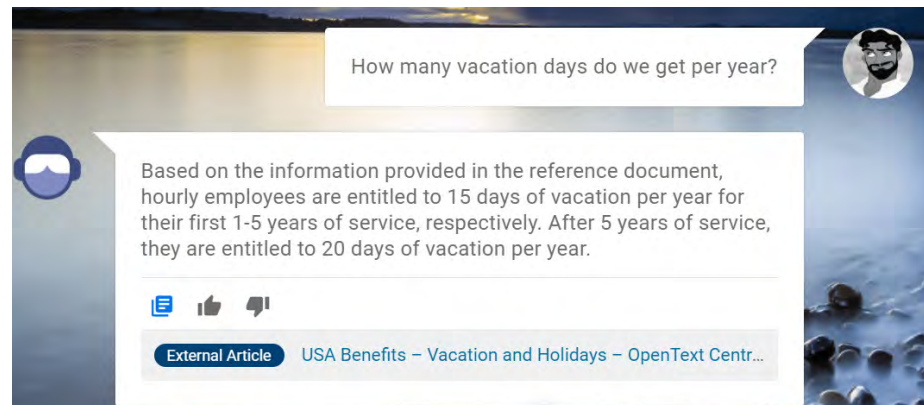 How many vacation days do we get per year?
Based on the information provided in the reference document,
hourly employees are entitled to 15 days of vacation per year for
their first 1-5 years of service, respectively. After 5 years of service,
they are entitled to 20 days of vacation per year.
External Article USA Benefits – Vacation and Holidays – OpenText Centr...